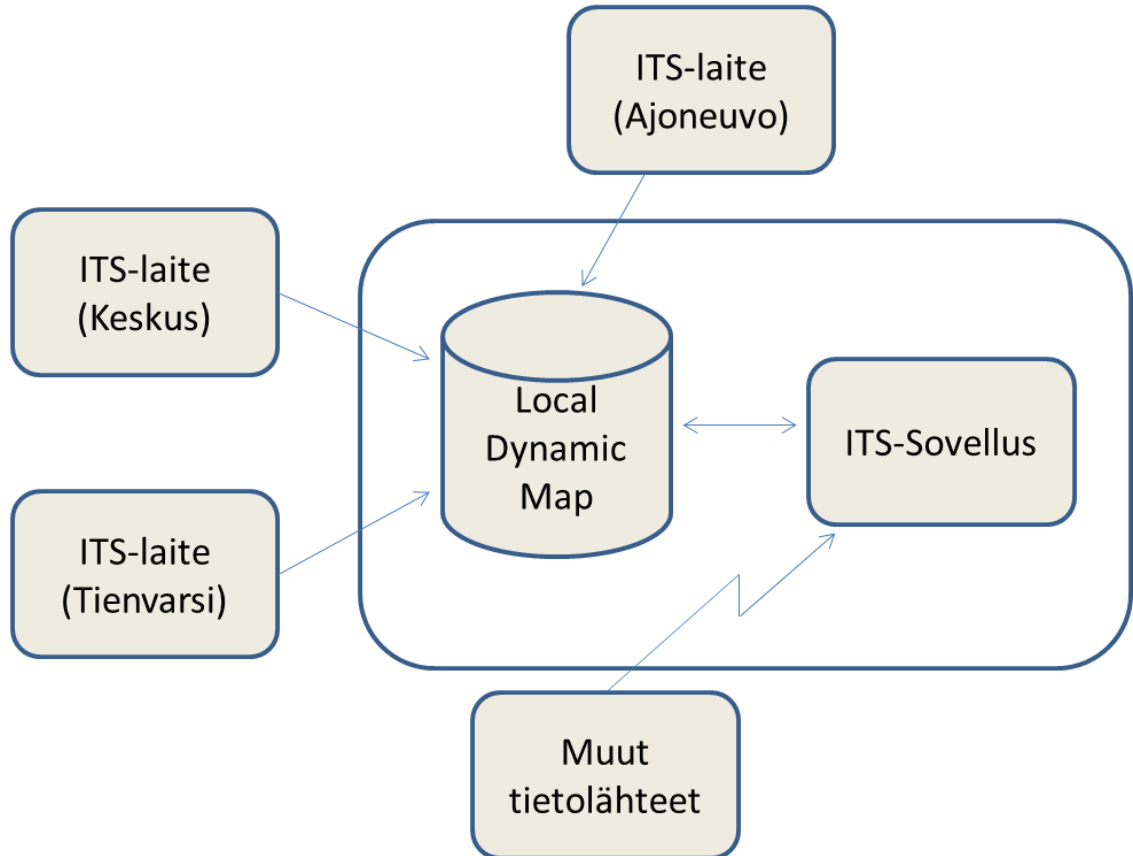 ITS-laite
(Ajoneuvo)
ITS-laite
(Keskus)
Local
Dynamic
Map
ITS-Sovellus
ITS-laite
(Tienvarsi)
Muut
tietolähteet